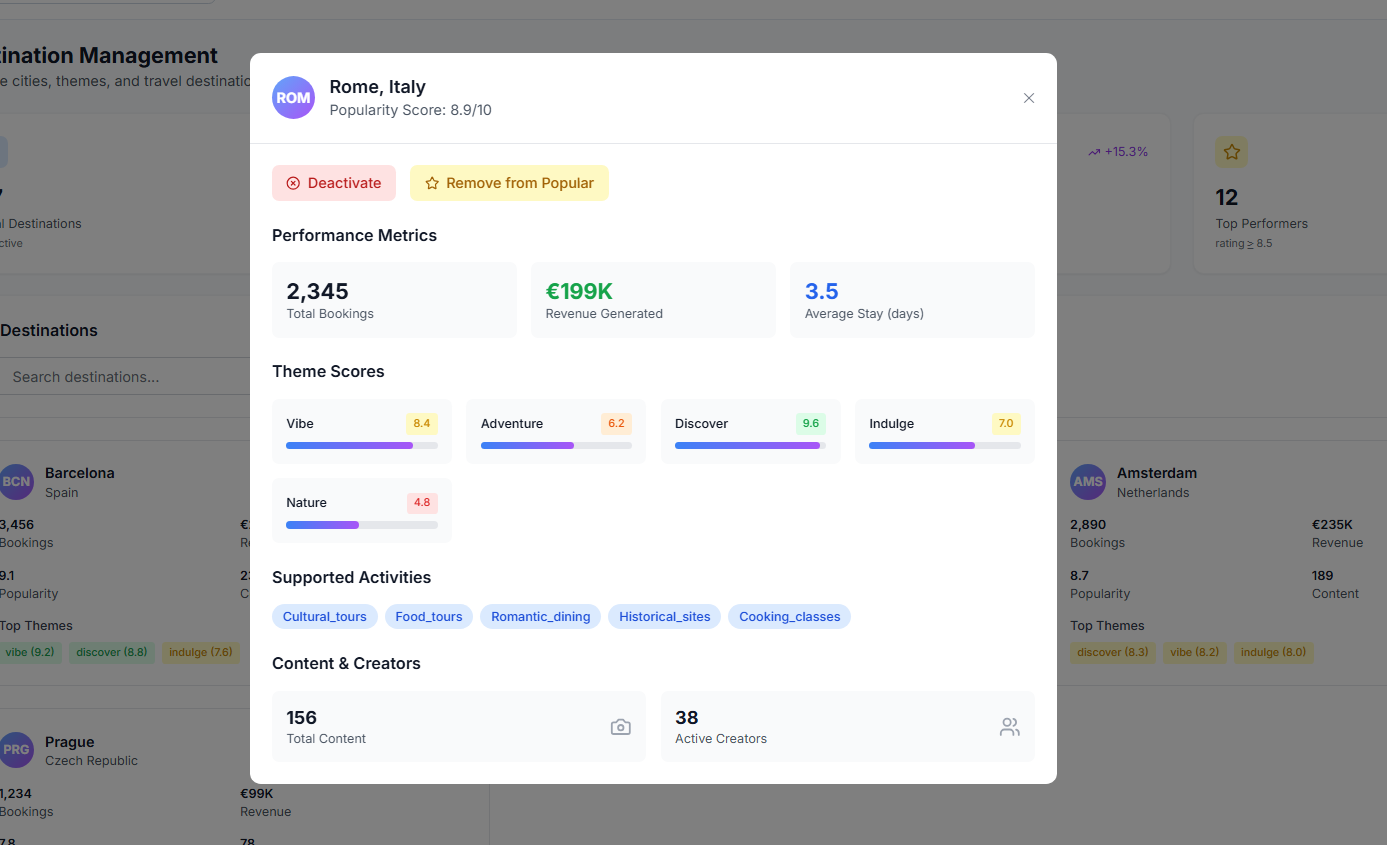 tination Management
e cities, themes, and travel destinatio
ROM
Rome, Italy
Popularity Score: 8.9/10
Deactivate
Remove from Popular
Performance Metrics
2,345
Total Bookings
€199K
Revenue Generated
3.5
Average Stay (days)
Theme Scores
Vibe
8.4
Adventure
6.2
Discover
9.6
Indulge
7.0
Nature
4.8
Supported Activities
Cultural_tours
Food_tours
Romantic_dining
Historical_sites
Cooking_classes
Content & Creators
156
Total Content
38
Active Creators
l Destinations
ctive
+15.3%
12
Top Performers
rating ≥ 8.5
Destinations
Search destinations...
BCN
Barcelona
Spain
3,456
Bookings
9.1
Popularity
Top Themes
vibe (9.2)
discover (8.8)
indulge (7.6)
AMS
Amsterdam
Netherlands
2,890
Bookings
€235K
Revenue
8.7
Popularity
189
Content
Top Themes
discover (8.3)
vibe (8.2)
indulge (8.0)
PRG
Prague
Czech Republic
1,234
Bookings
€99K
Revenue
7.8
78